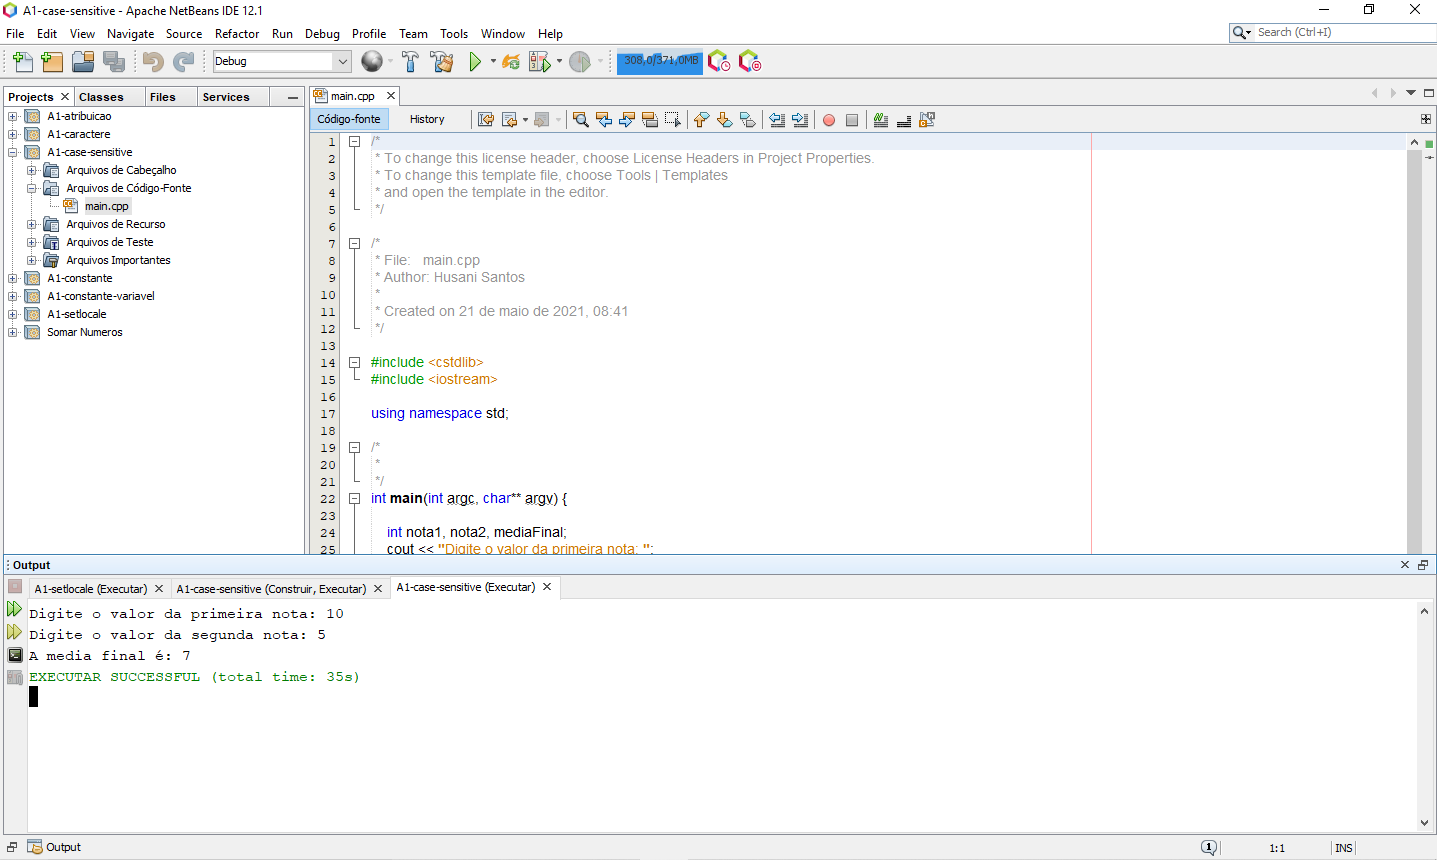 A1-case-sensitive - Apache NetBeans IDE 12.1
File Edit View Navigate Source Refactor Run Debug Profile Team Tools Window Help
Search (Ctrl+I)
Debug
308,0/371,0MB
Projects Classes Files Services
A1-atribuicao
A1-caractere
A1-case-sensitive
Arquivos de Cabeçalho
Arquivos de Código-Fonte
main.cpp
Arquivos de Recurso
Arquivos de Teste
Arquivos Importantes
A1-constante
A1-constante-variavel
A1-setlocale
Somar Numeros
main.cpp
Código-fonte History
1 /*
2 * To change this license header, choose License Headers in Project Properties.
3 * To change this template file, choose Tools | Templates
4 * and open the template in the editor.
5 */
6
7 /*
8 * File:   main.cpp
9 * Author: Husani Santos
10 *
11 * Created on 21 de maio de 2021, 08:41
12 */
13
14 #include <cstdlib>
15 #include <iostream>
16
17 using namespace std;
18
19 /*
20 *
21 */
22 int main(int argc, char** argv) {
23
24 int nota1, nota2, mediaFinal;
25 cout << "Digite o valor da primeira nota: ";
Output
A1-setlocale (Executar) A1-case-sensitive (Construir, Executar) A1-case-sensitive (Executar)
Digite o valor da primeira nota: 10
Digite o valor da segunda nota: 5
A media final é: 7
EXECUTAR SUCCESSFUL (total time: 35s)
Output
1 1:1 INS